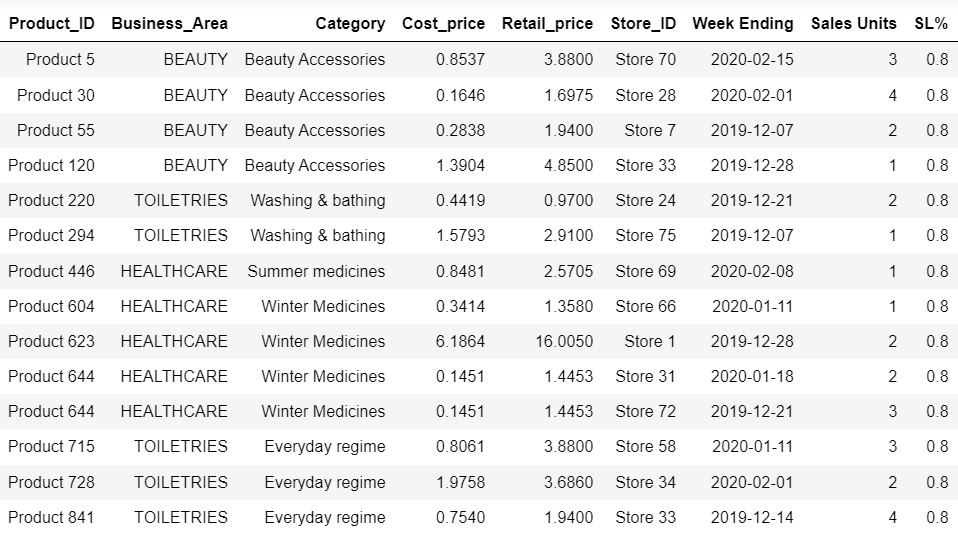 Product_ID Business_Area Category Cost_price Retail_price Store_ID Week Ending Sales Units SL%
Product 5 BEAUTY Beauty Accessories 0.8537 3.8800 Store 70 2020-02-15 3 0.8
Product 30 BEAUTY Beauty Accessories 0.1646 1.6975 Store 28 2020-02-01 4 0.8
Product 55 BEAUTY Beauty Accessories 0.2838 1.9400 Store 7 2019-12-07 2 0.8
Product 120 BEAUTY Beauty Accessories 1.3904 4.8500 Store 33 2019-12-28 1 0.8
Product 220 TOILETRIES Washing & bathing 0.4419 0.9700 Store 24 2019-12-21 2 0.8
Product 294 TOILETRIES Washing & bathing 1.5793 2.9100 Store 75 2019-12-07 1 0.8
Product 446 HEALTHCARE Summer medicines 0.8481 2.5705 Store 69 2020-02-08 1 0.8
Product 604 HEALTHCARE Winter Medicines 0.3414 1.3580 Store 66 2020-01-11 1 0.8
Product 623 HEALTHCARE Winter Medicines 6.1864 16.0050 Store 1 2019-12-28 2 0.8
Product 644 HEALTHCARE Winter Medicines 0.1451 1.4453 Store 31 2020-01-18 2 0.8
Product 644 HEALTHCARE Winter Medicines 0.1451 1.4453 Store 72 2019-12-21 3 0.8
Product 715 TOILETRIES Everyday regime 0.8061 3.8800 Store 58 2020-01-11 3 0.8
Product 728 TOILETRIES Everyday regime 1.9758 3.6860 Store 34 2020-02-01 2 0.8
Product 841 TOILETRIES Everyday regime 0.7540 1.9400 Store 33 2019-12-14 4 0.8